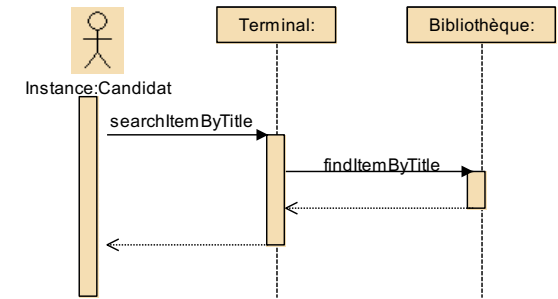 Terminal:
Bibliothèque:
Instance:Candidat
searchItemByTitle
findItemByTitle